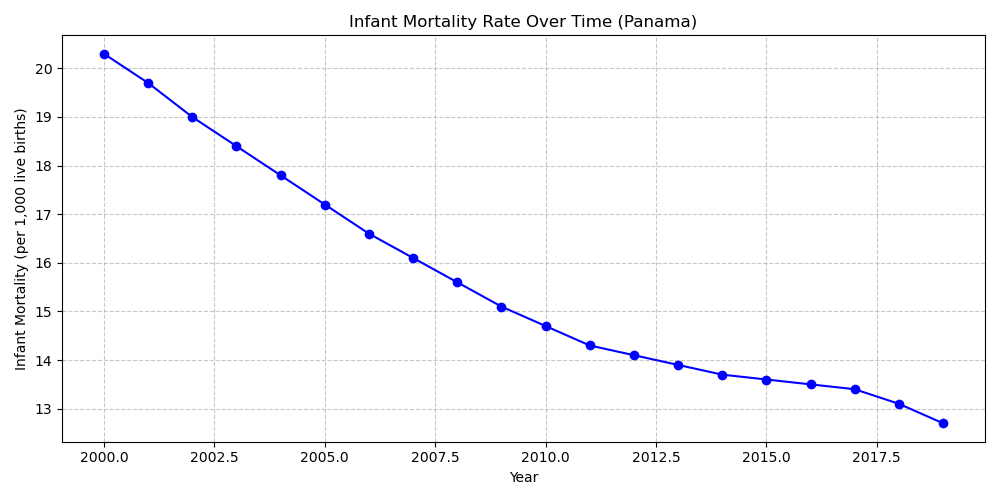 Infant Mortality Rate Over Time (Panama)
Infant Mortality (per 1,000 live births)
20
19
18
17
16
15
14
13
2000.0 2002.5 2005.0 2007.5 2010.0 2012.5 2015.0 2017.5
Year